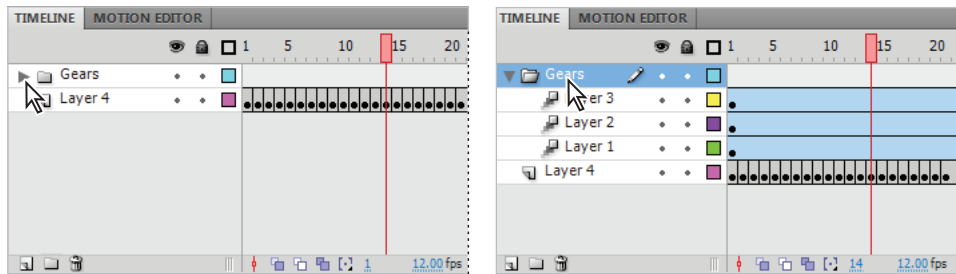 TIMELINE MOTION EDITOR
1 5 10 15 20
Gears
Layer 4
1 12.00 fps
TIMELINE MOTION EDITOR
1 5 10 15 20
Gears
Layer 3
Layer 2
Layer 1
Layer 4
14 12.00 fps